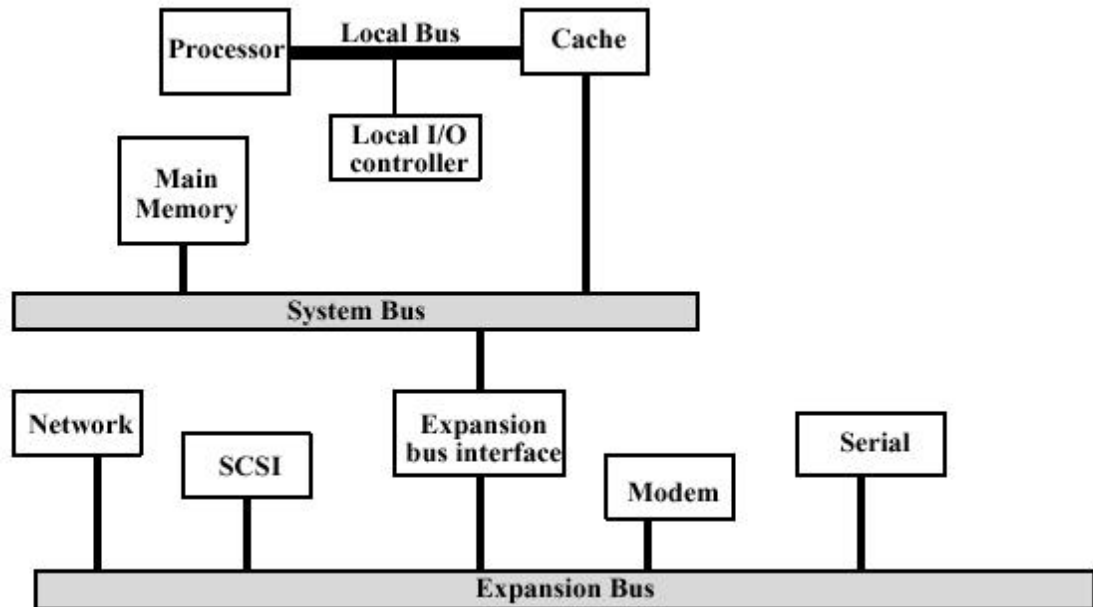 Processor
Local Bus
Cache
Local I/O
controller
Main
Memory
System Bus
Network
SCSI
Expansion
bus interface
Modem
Serial
Expansion Bus